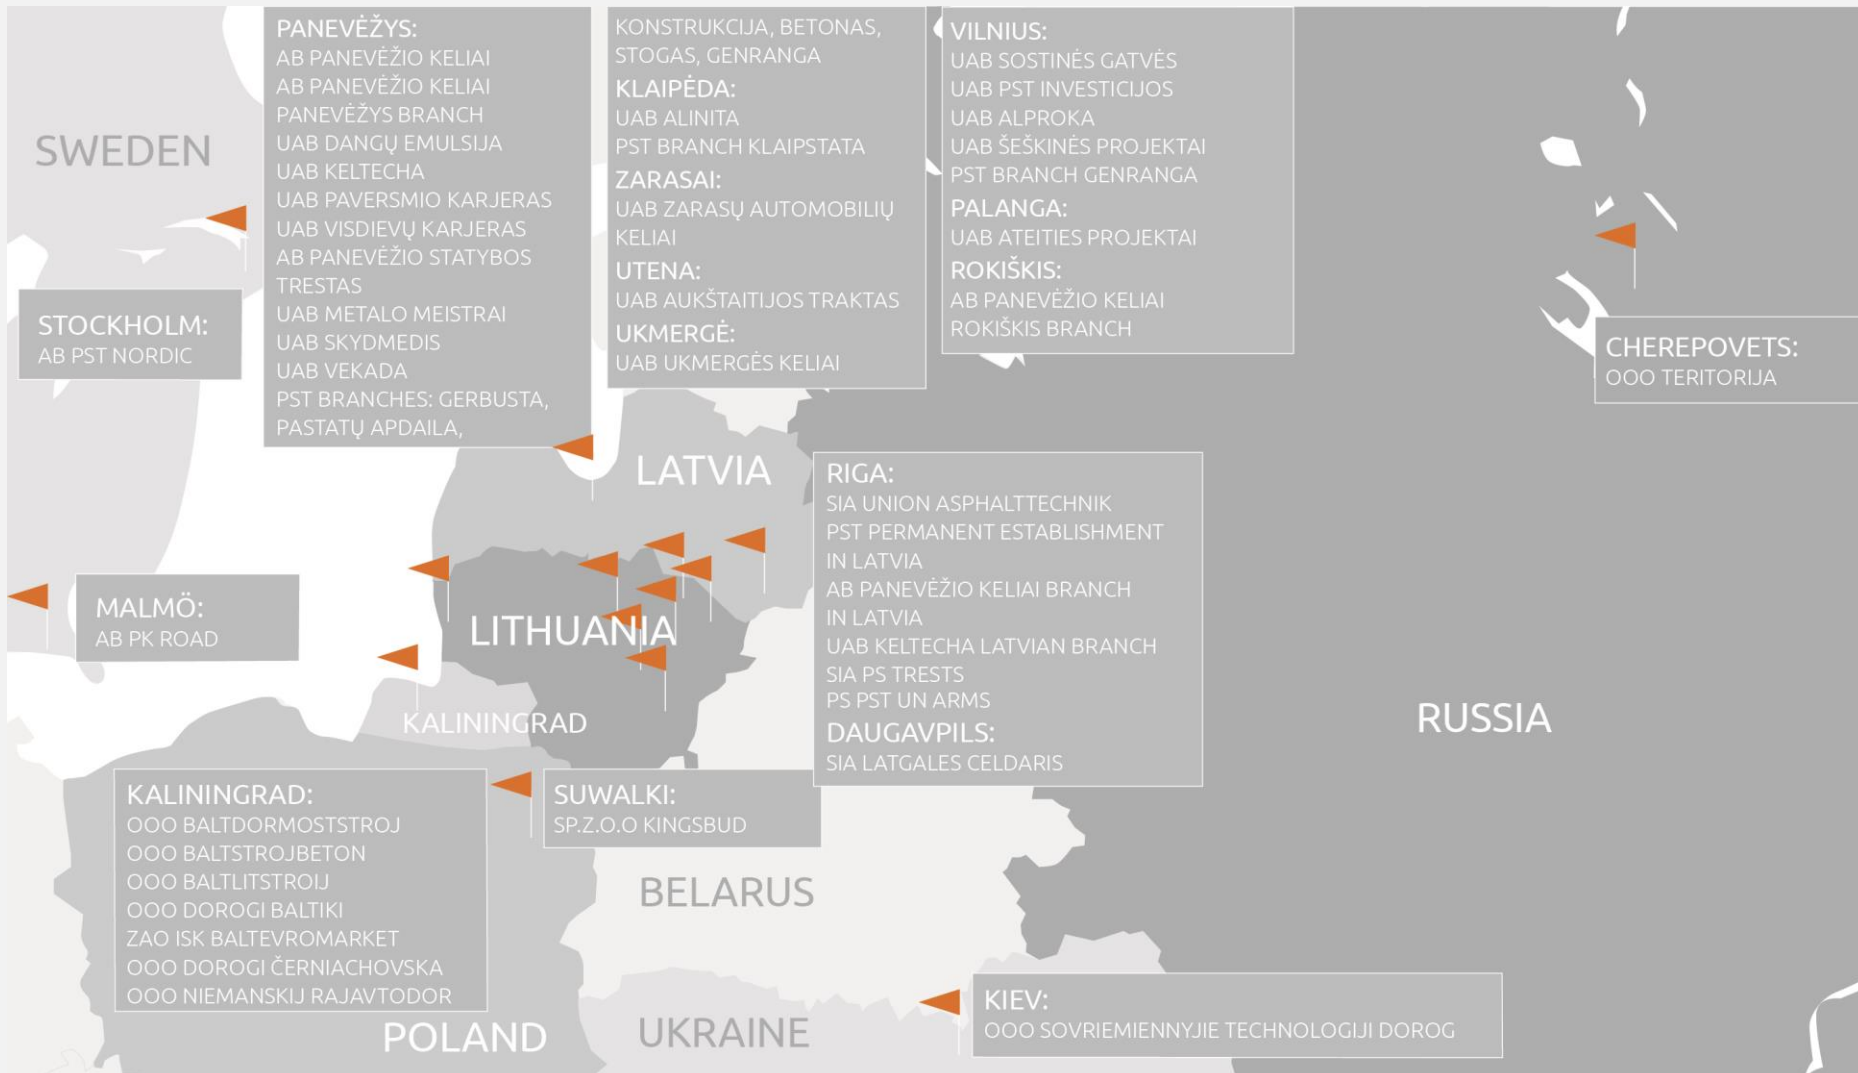 PANEVĖŽYS:
AB PANEVĖŽIO KELIAI
AB PANEVĖŽIO KELIAI
PANEVĖŽYS BRANCH
UAB DANGŲ EMULSIJA
UAB KELTECHA
UAB PAVERSMIO KARJERAS
UAB VISDIEVŲ KARJERAS
AB PANEVĖŽIO STATYBOS
TRESTAS
UAB METALO MEISTRAI
UAB SKYDMEDIS
UAB VEKADA
PST BRANCHES: GERBUSTA,
PASTATŲ APDAILA,
KONSTRUKCIJA, BETONAS,
STOGAS, GENRANGA
KLAIPĖDA:
UAB ALINITA
PST BRANCH KLAIPSTATA
ZARASAI:
UAB ZARASŲ AUTOMOBILIŲ
KELIAI
UTENA:
UAB AUKŠTAITIJOS TRAKTAS
UKMERGĖ:
UAB UKMERGĖS KELIAI
VILNIUS:
UAB SOSTINĖS GATVĖS
UAB PST INVESTICIJOS
UAB ALPROKA
UAB ŠEŠKINĖS PROJEKTAI
PST BRANCH GENRANGA
PALANGA:
UAB ATEITIES PROJEKTAI
ROKIŠKIS:
AB PANEVĖŽIO KELIAI
ROKIŠKIS BRANCH
SWEDEN
STOCKHOLM:
AB PST NORDIC
CHEREPOVETS:
OOO TERITORIJA
LATVIA
RIGA:
SIA UNION ASPHALTTECHNIK
PST PERMANENT ESTABLISHMENT
IN LATVIA
AB PANEVĖŽIO KELIAI BRANCH
IN LATVIA
UAB KELTECHA LATVIAN BRANCH
SIA PS TRESTS
PS PST UN ARMS
DAUGAVPILS:
SIA LATGALES CELDARIS
MALMÖ:
AB PK ROAD
LITHUANIA
KALININGRAD
RUSSIA
KALININGRAD:
OOO BALTDORMOSTSTROJ
OOO BALTSTROJBETON
OOO BALTLITSTROIJ
OOO DOROGI BALTIKI
ZAO ISK BALTEVROMARKET
OOO DOROGI ČERNIACHOVSKA
OOO NIEMANSKIJ RAJAVTODOR
SUWALKI:
SP.Z.O.O KINGSBUD
BELARUS
POLAND
UKRAINE
KIEV:
OOO SOVRIEMIENNYJIE TECHNOLOGIJI DOROG